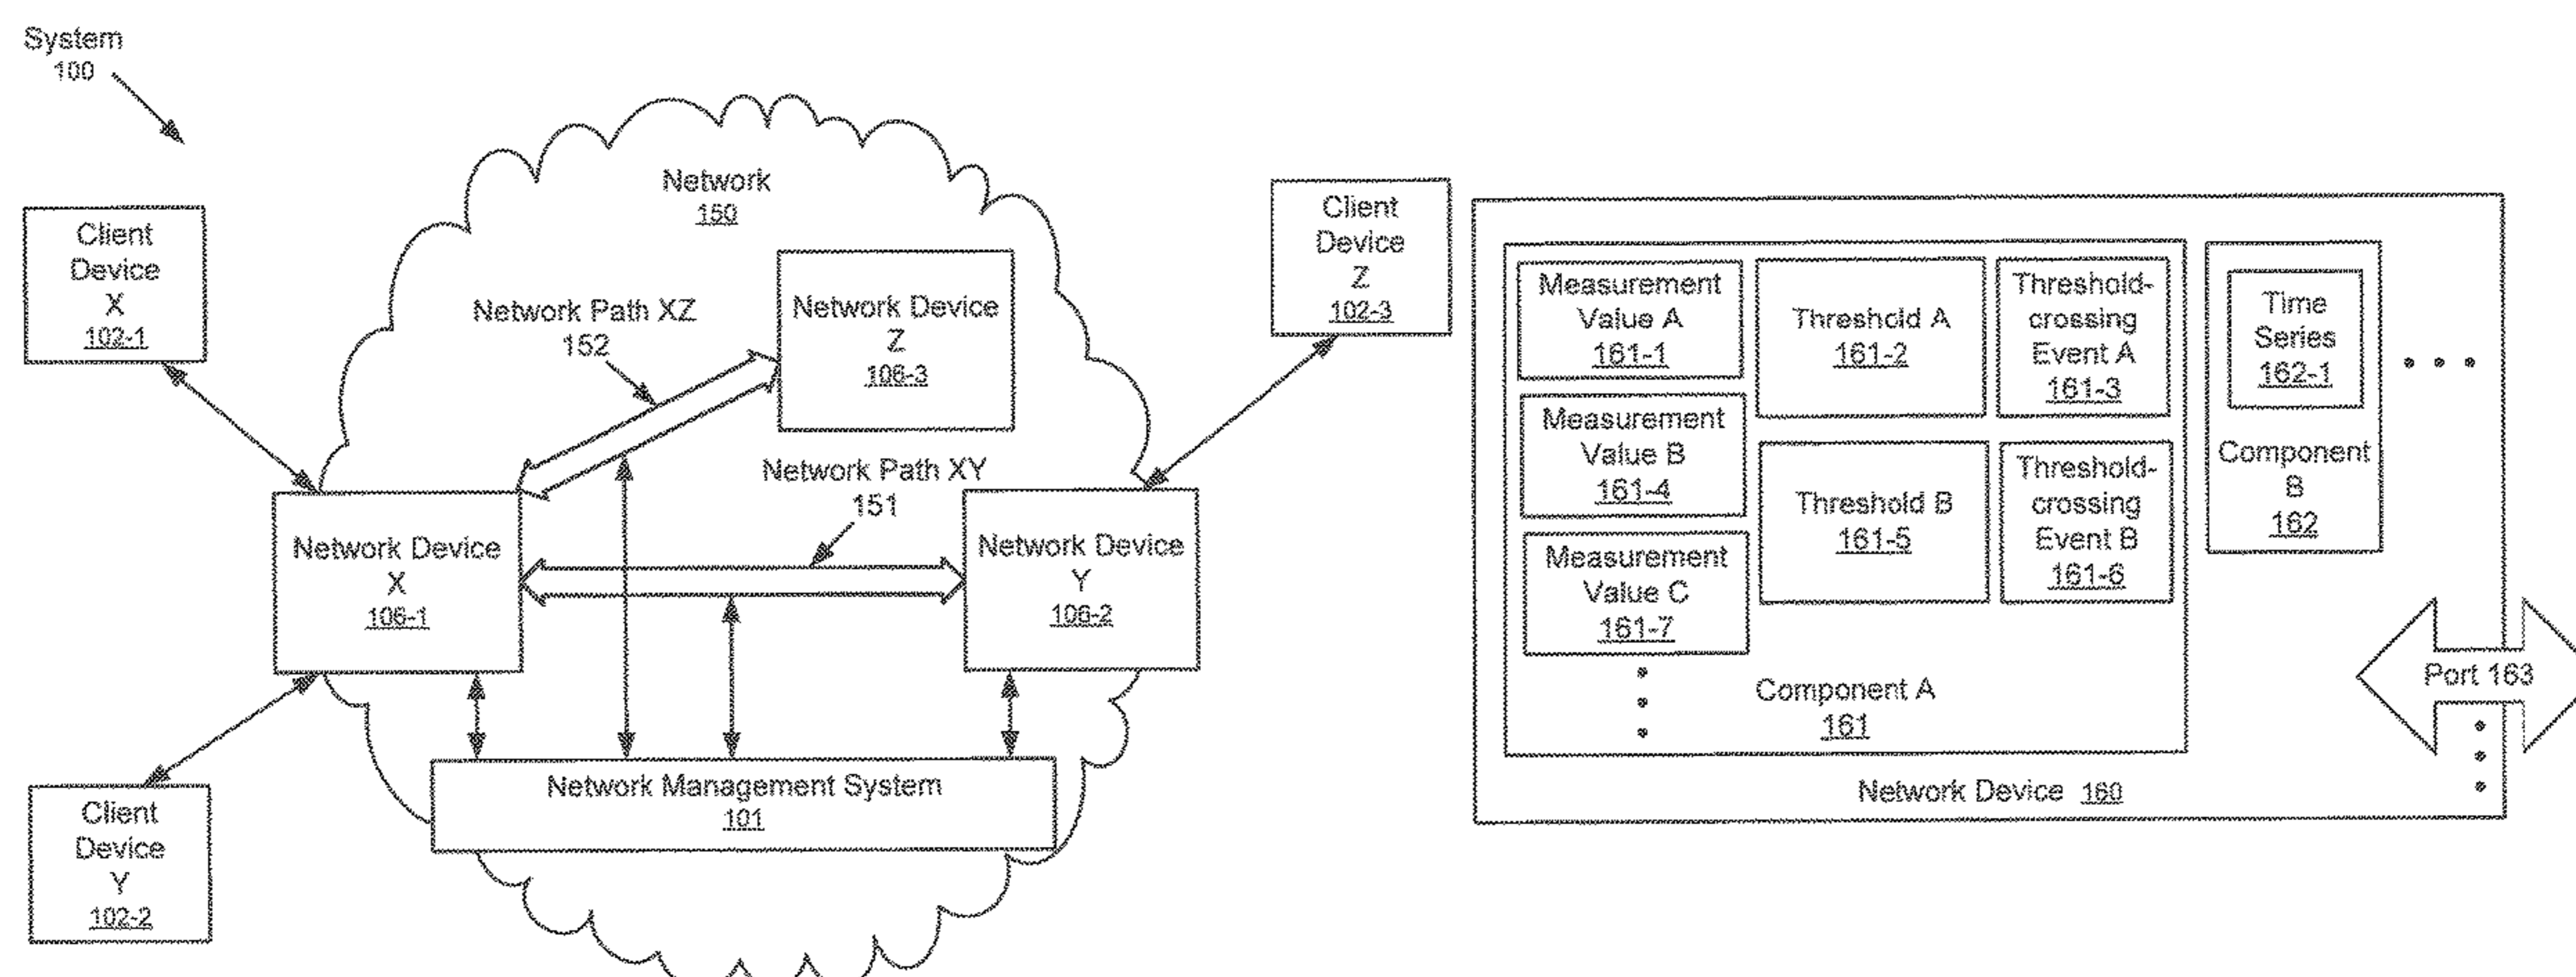 System
100
Network
150
Client
Device
X
102-1
Client
Device
Z
102-3
Network Path XZ
152
Network Device
Z
106-3
Network Path XY
151
Network Device
X
106-1
Network Device
Y
106-2
Network Management System
101
Client
Device
Y
102-2
Measurement
Value A
161-1
Threshold A
161-2
Threshold-
crossing
Event A
161-3
Measurement
Value B
161-4
Threshold B
161-5
Threshold-
crossing
Event B
161-6
Measurement
Value C
161-7
Component A
161
Time
Series
162-1
Component
B
162
Port 163
Network Device 160